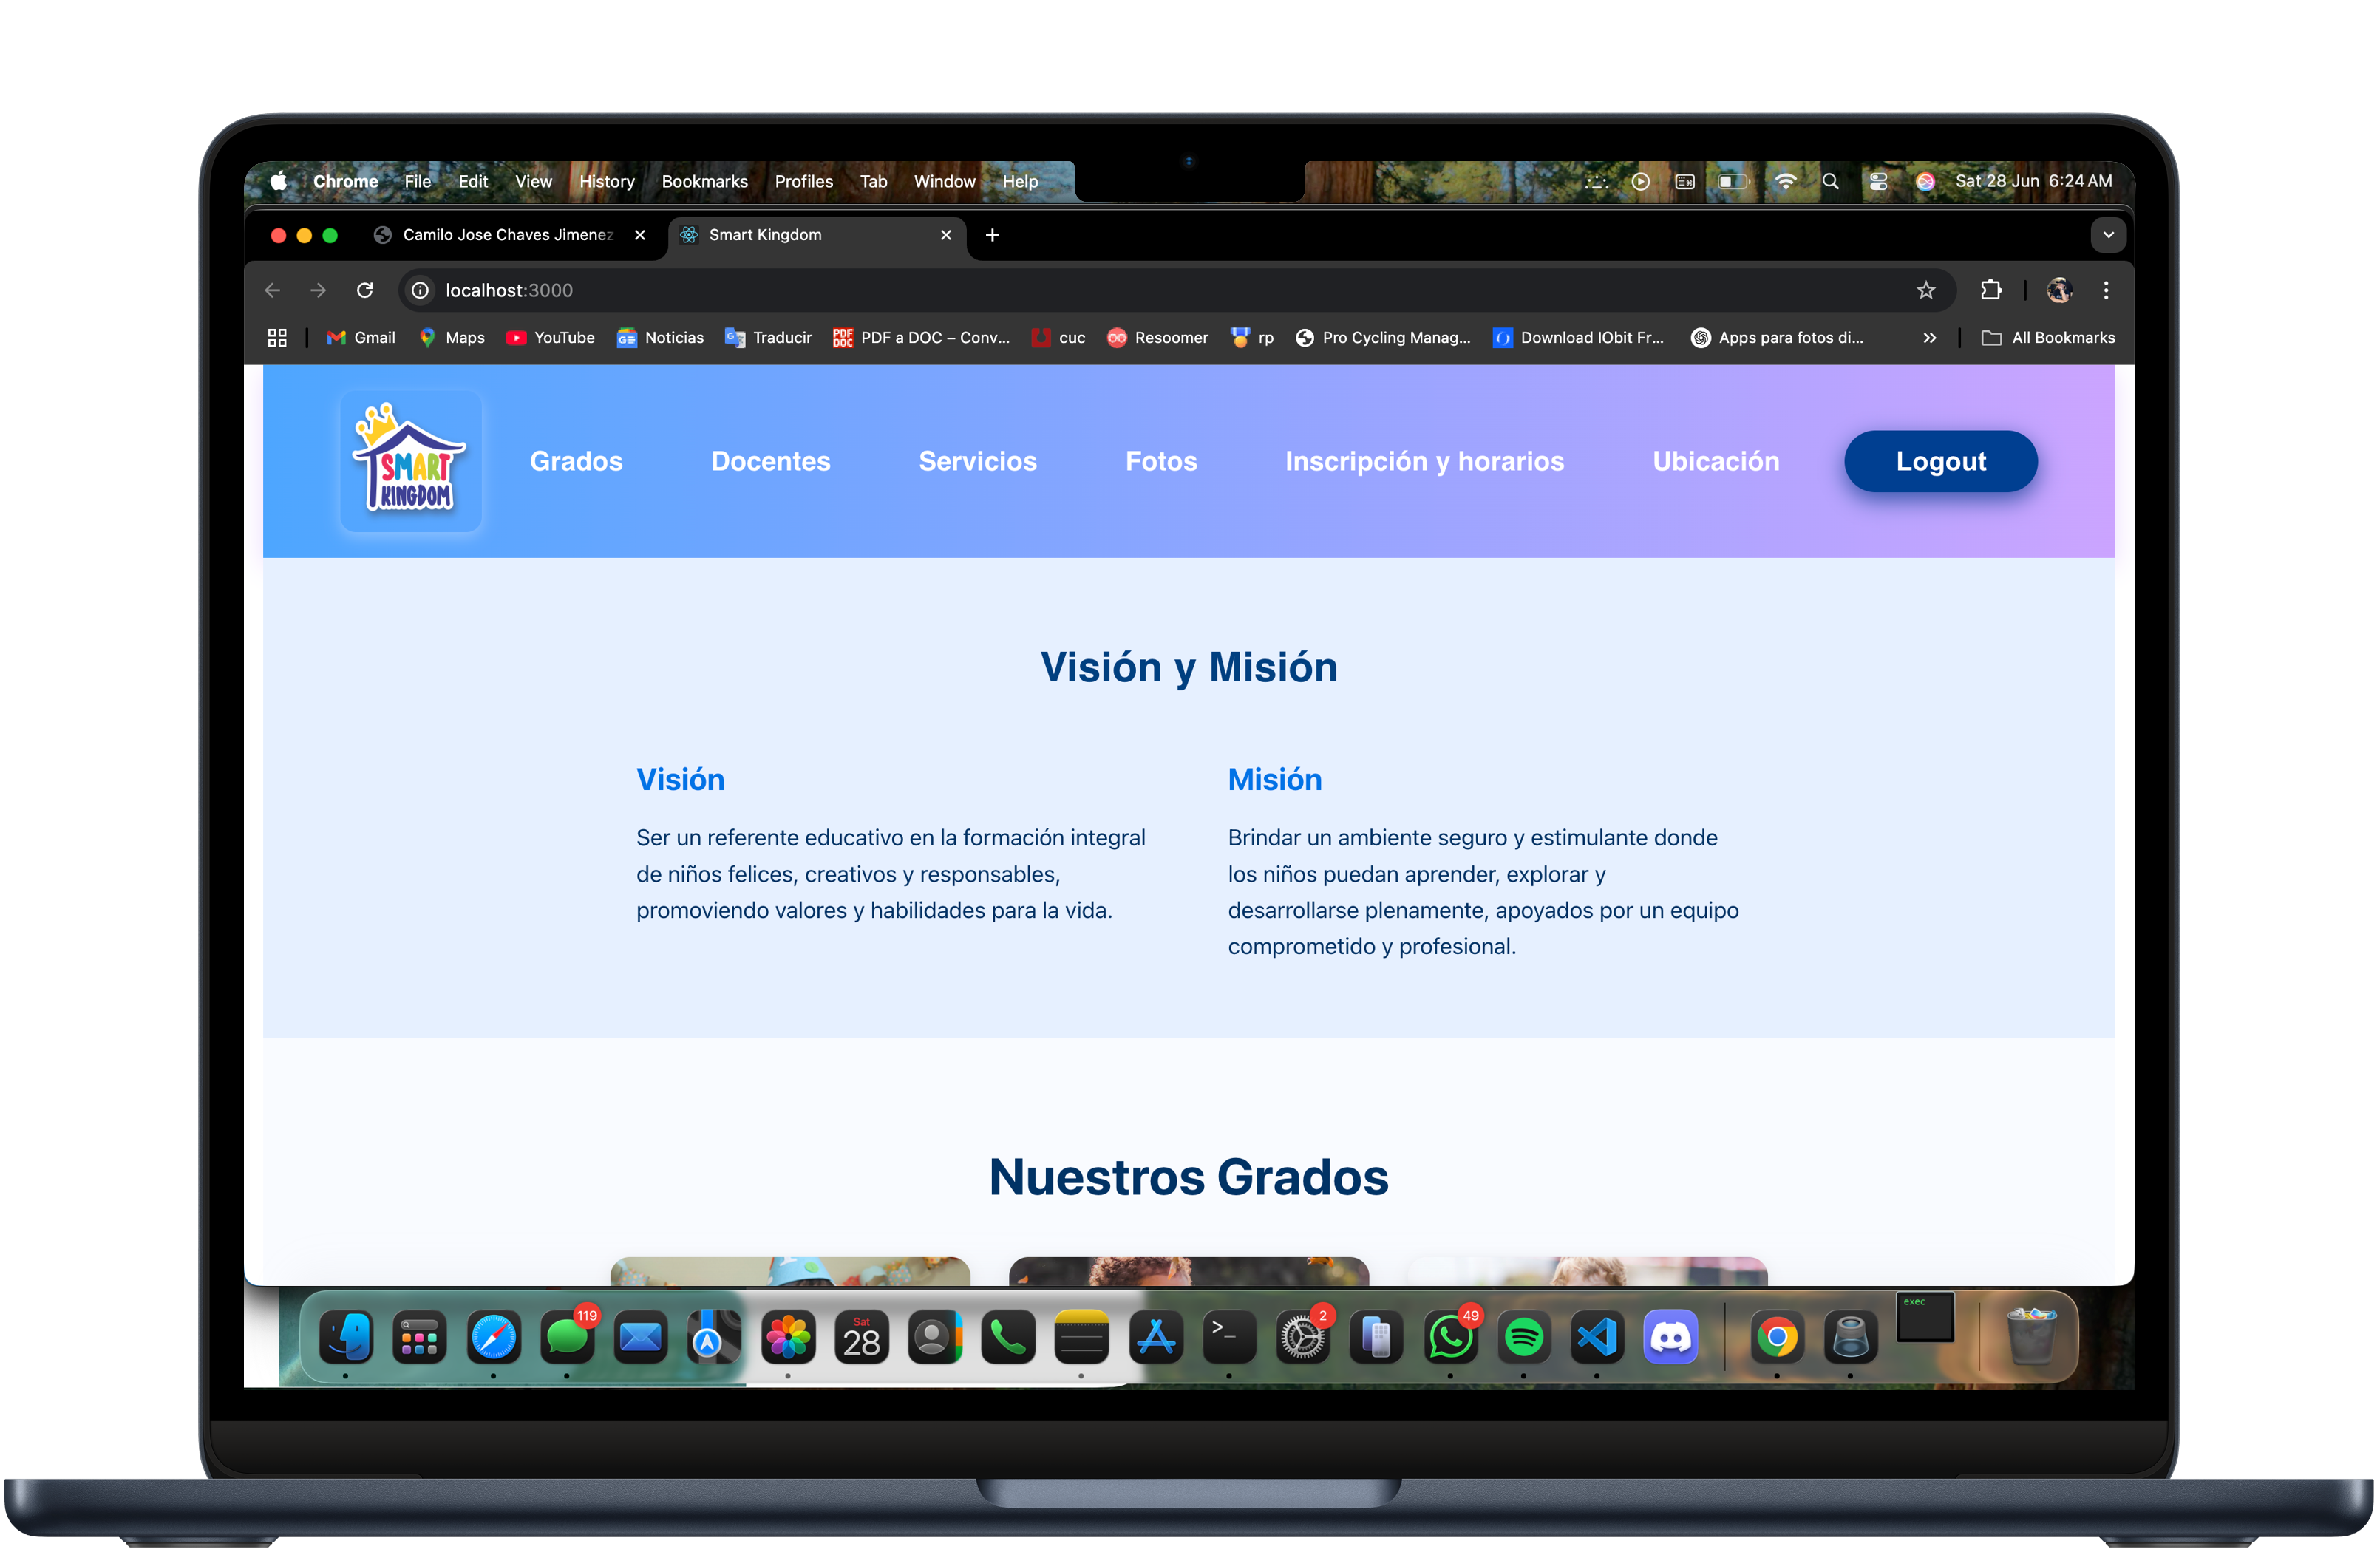 Chrome File Edit View History Bookmarks Profiles Tab Window Help Sat 28 Jun 6:24 AM
Camilo Jose Chaves Jimenez Smart Kingdom
localhost:3000
Gmail Maps YouTube Noticias Traducir PDF a DOC – Conv... cuc Resoomer rp Pro Cycling Manag... Download IObit Fr... Apps para fotos di... All Bookmarks
SMART
KINGDOM
Grados Docentes Servicios Fotos Inscripción y horarios Ubicación Logout
Visión y Misión
Visión
Ser un referente educativo en la formación integral
de niños felices, creativos y responsables,
promoviendo valores y habilidades para la vida.
Misión
Brindar un ambiente seguro y estimulante donde
los niños puedan aprender, explorar y
desarrollarse plenamente, apoyados por un equipo
comprometido y profesional.
Nuestros Grados
119 Sat 28 2 49 exec